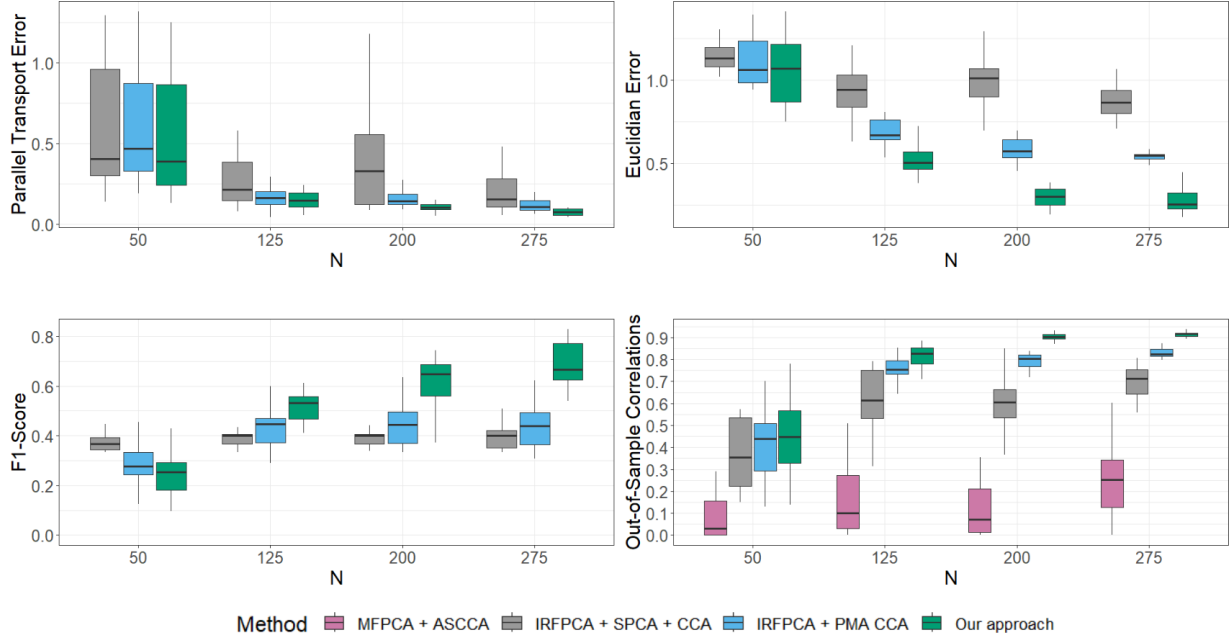 Parallel Transport Error
1.0
0.5
0.0
50 125 200 275
N
Euclidian Error
1.0
0.5
50 125 200 275
N
F1-Score
0.8
0.6
0.4
0.2
0.0
50 125 200 275
N
Out-of-Sample Correlations
0.9
0.8
0.7
0.6
0.5
0.4
0.3
0.2
0.1
0.0
50 125 200 275
N
Method MFPCA + ASCCA IRFPCA + SPCA + CCA IRFPCA + PMA CCA Our approach